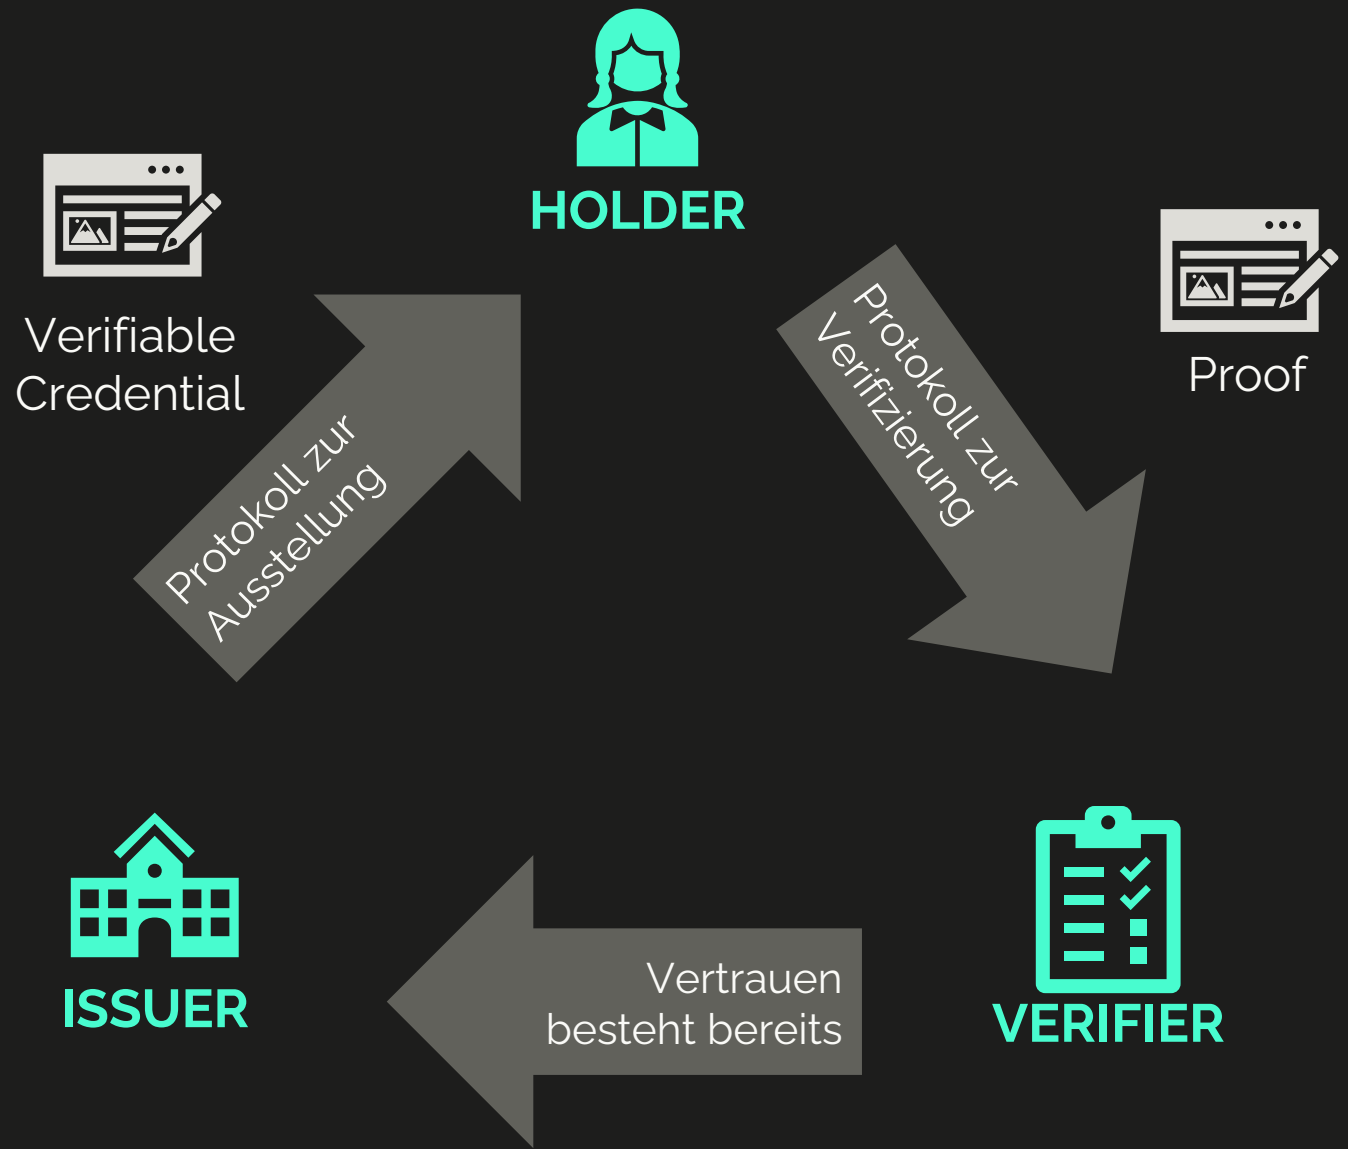 HOLDER
Verifiable
Credential
Proof
Protokoll zur
Ausstellung
Protokoll zur
Verifizierung
ISSUER
Vertrauen
besteht bereits
VERIFIER